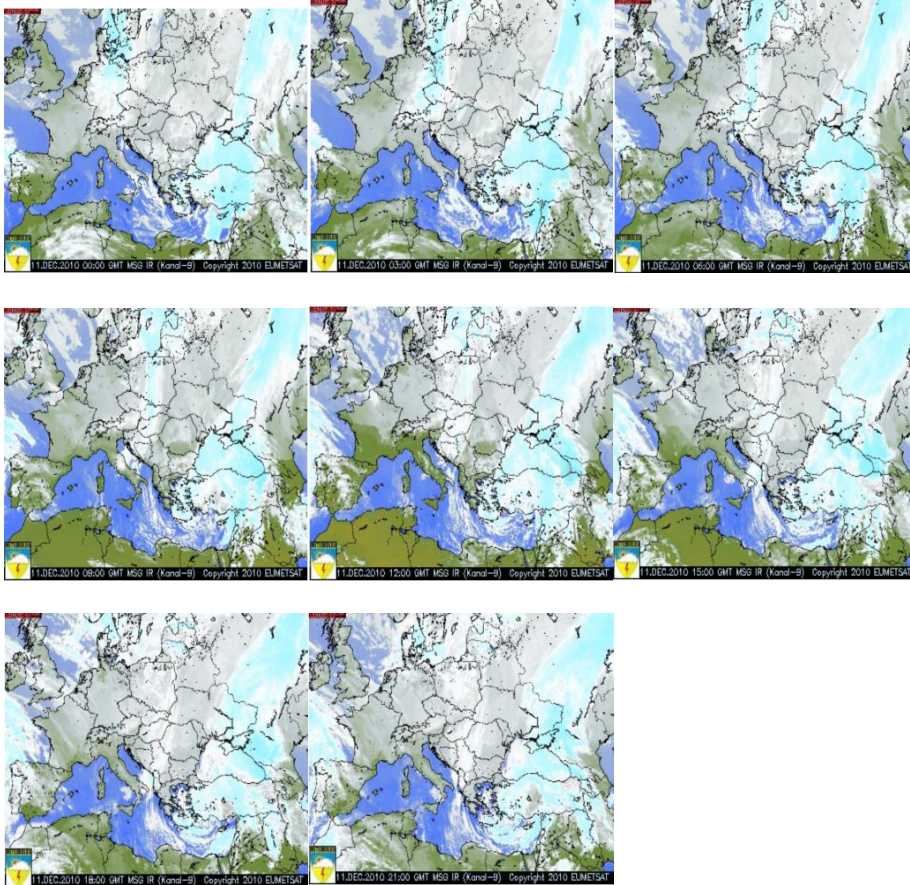 11.DEC.2010 00:00 GMT MSG IR (Kanal-9) Copyright 2010 EUMETSAT
11.DEC.2010 03:00 GMT MSG IR (Kanal-9) Copyright 2010 EUMETSAT
11.DEC.2010 06:00 GMT MSG IR (Kanal-9) Copyright 2010 EUMETSAT
11.DEC.2010 09:00 GMT MSG IR (Kanal-9) Copyright 2010 EUMETSAT
11.DEC.2010 12:00 GMT MSG IR (Kanal-9) Copyright 2010 EUMETSAT
11.DEC.2010 15:00 GMT MSG IR (Kanal-9) Copyright 2010 EUMETSAT
11.DEC.2010 18:00 GMT MSG IR (Kanal-9) Copyright 2010 EUMETSAT
11.DEC.2010 21:00 GMT MSG IR (Kanal-9) Copyright 2010 EUMETSAT